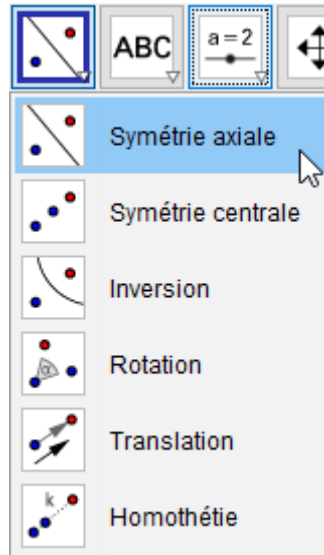 ABC a=2
Symétrie axiale
Symétrie centrale
Inversion
α Rotation
Translation
k Homothétie